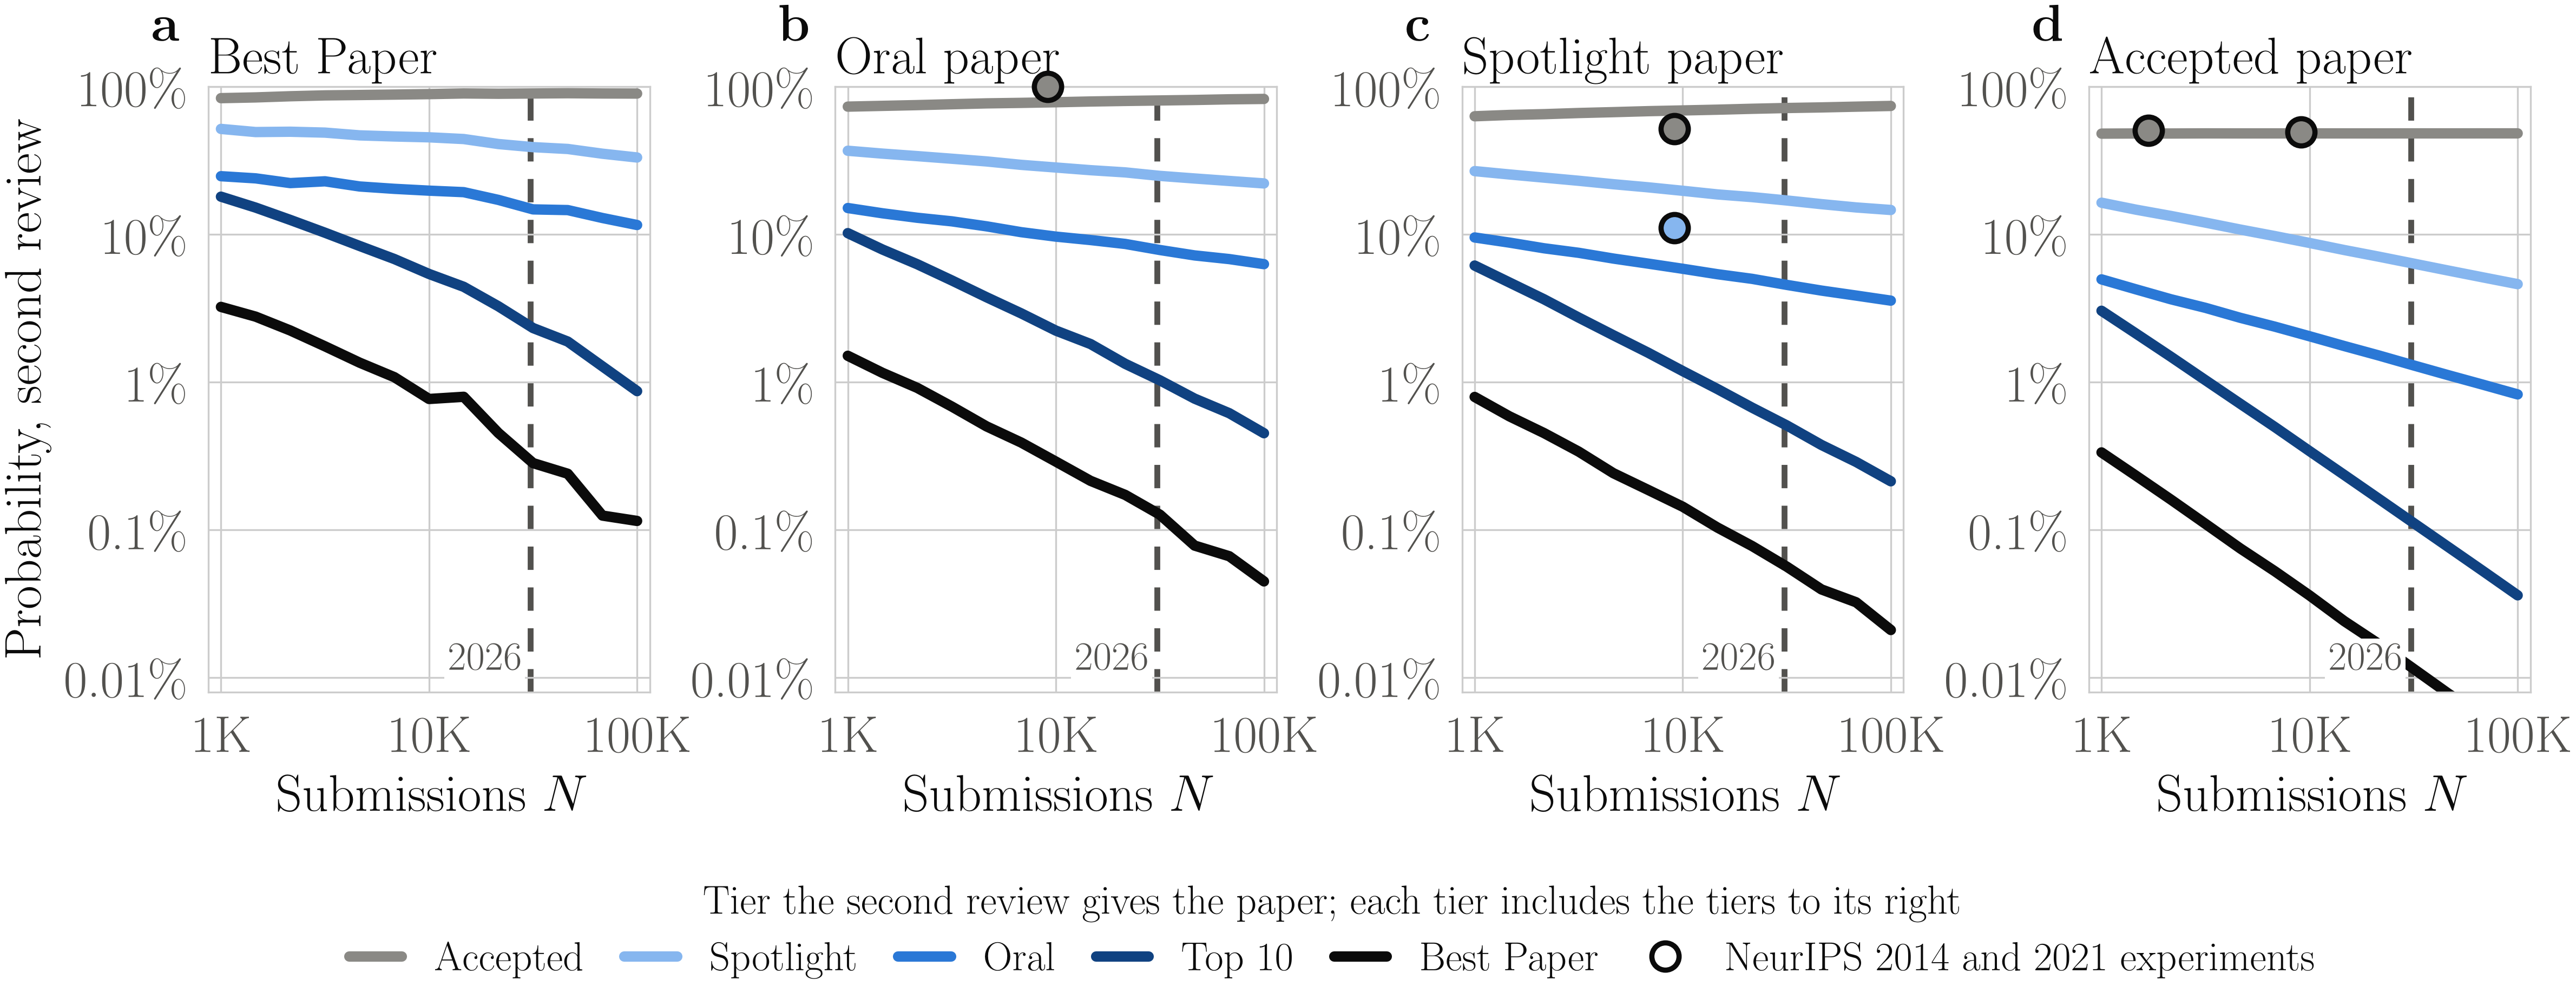 a
Best Paper
b
Oral paper
c
Spotlight paper
d
Accepted paper
Probability, second review
100%
10%
1%
0.1%
0.01%
100%
10%
1%
0.1%
0.01%
100%
10%
1%
0.1%
0.01%
100%
10%
1%
0.1%
0.01%
2026
2026
2026
2026
1K 10K 100K
1K 10K 100K
1K 10K 100K
1K 10K 100K
Submissions N
Submissions N
Submissions N
Submissions N
Tier the second review gives the paper; each tier includes the tiers to its right
Accepted Spotlight Oral Top 10 Best Paper NeurIPS 2014 and 2021 experiments